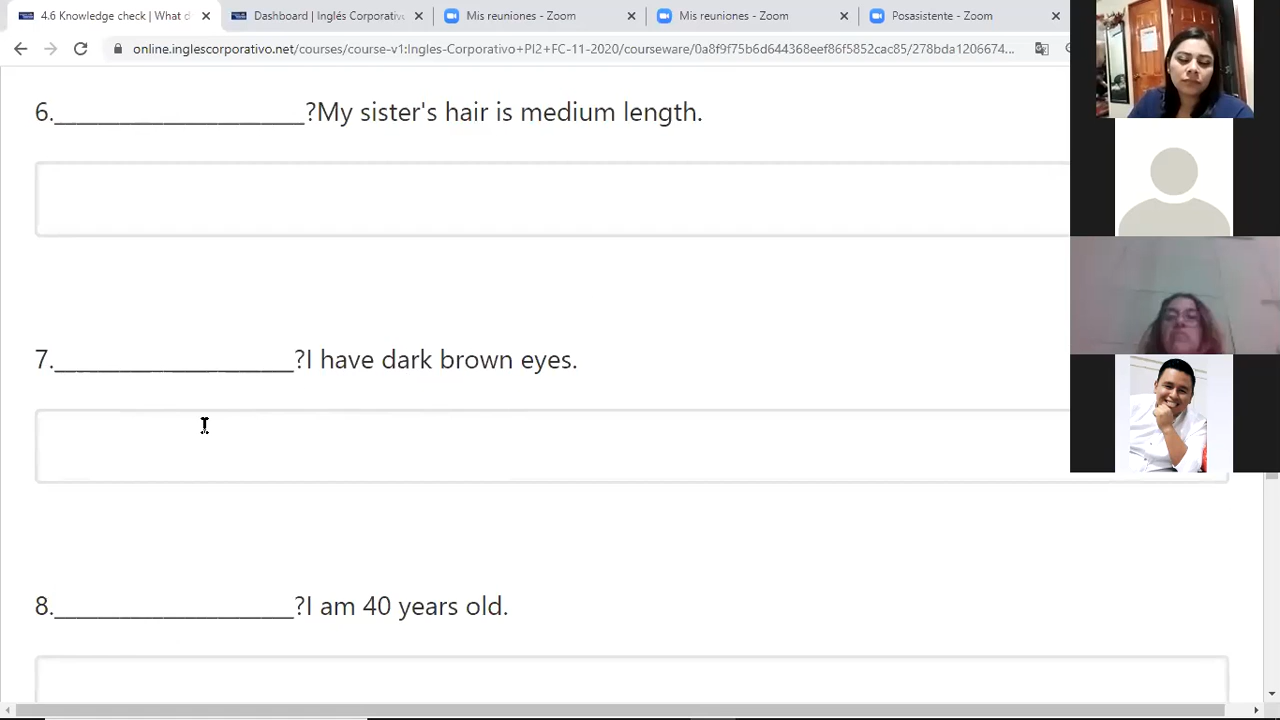 4.6 Knowledge check | What d
Dashboard | Inglés Corporativ
Mis reuniones - Zoom
Mis reuniones - Zoom
Posasistente - Zoom
online.inglescorporativo.net/courses/course-v1:Ingles-Corporativo+PI2+FC-11-2020/courseware/0a8f9f75b6d644368eef86f5852cac85/278bda1206674...
6.____________________?My sister's hair is medium length.
7.___________________?I have dark brown eyes.
8.___________________?I am 40 years old.